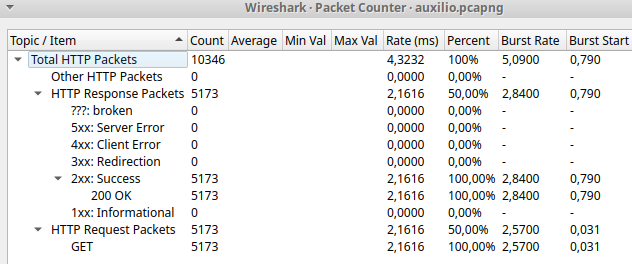 Wireshark · Packet Counter · auxilio.pcapng
Topic / Item Count Average Min Val Max Val Rate (ms) Percent Burst Rate Burst Start
Total HTTP Packets 10346 4,3232 100% 5,0900 0,790
Other HTTP Packets 0 0,0000 0,00% - -
HTTP Response Packets 5173 2,1616 50,00% 2,8400 0,790
???: broken 0 0,0000 0,00% - -
5xx: Server Error 0 0,0000 0,00% - -
4xx: Client Error 0 0,0000 0,00% - -
3xx: Redirection 0 0,0000 0,00% - -
2xx: Success 5173 2,1616 100,00% 2,8400 0,790
200 OK 5173 2,1616 100,00% 2,8400 0,790
1xx: Informational 0 0,0000 0,00% - -
HTTP Request Packets 5173 2,1616 50,00% 2,5700 0,031
GET 5173 2,1616 100,00% 2,5700 0,031